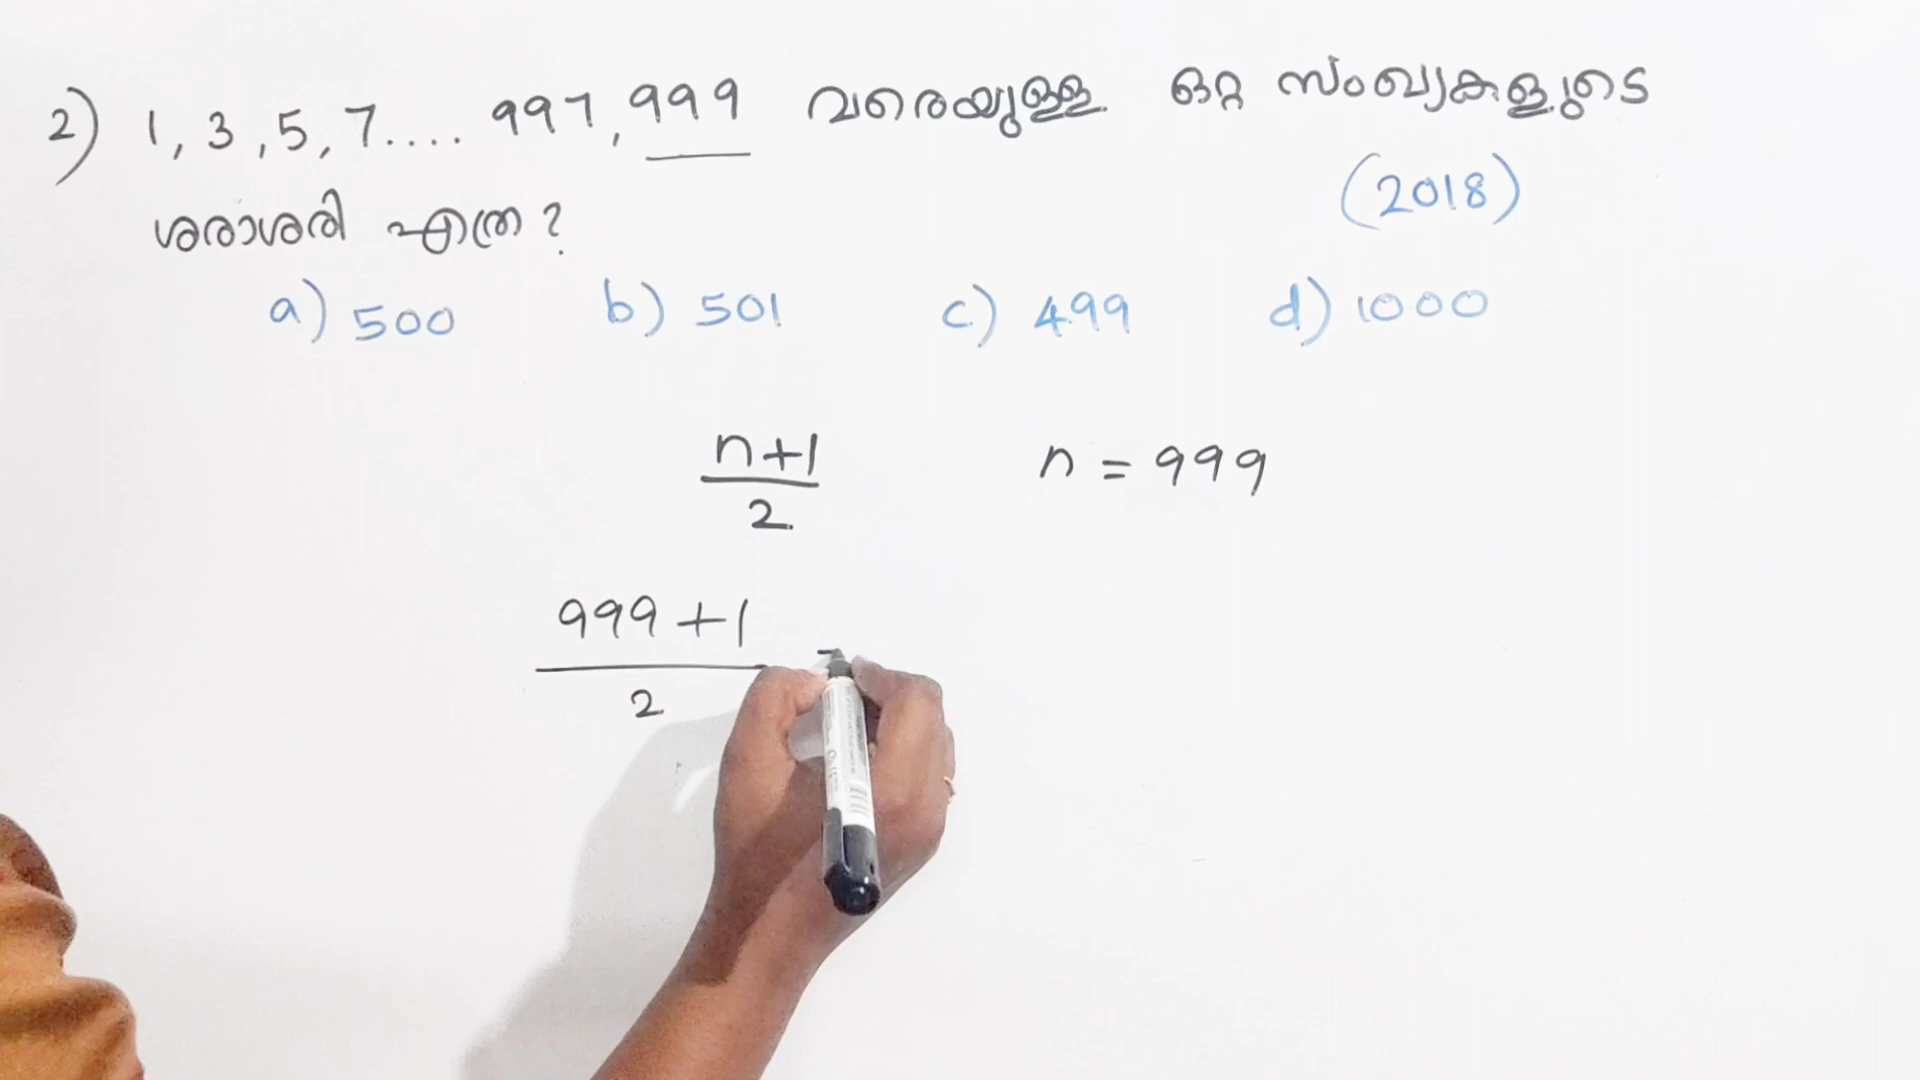 2) 1, 3, 5, 7.... 997, 999 വരെയുള്ള ഒറ്റ സംഖ്യകളുടെ
(2018)
ശരാശരി എത്ര?
a) 500 b) 501 c) 499 d) 1000
n+1 n = 999
2
999 + 1
2